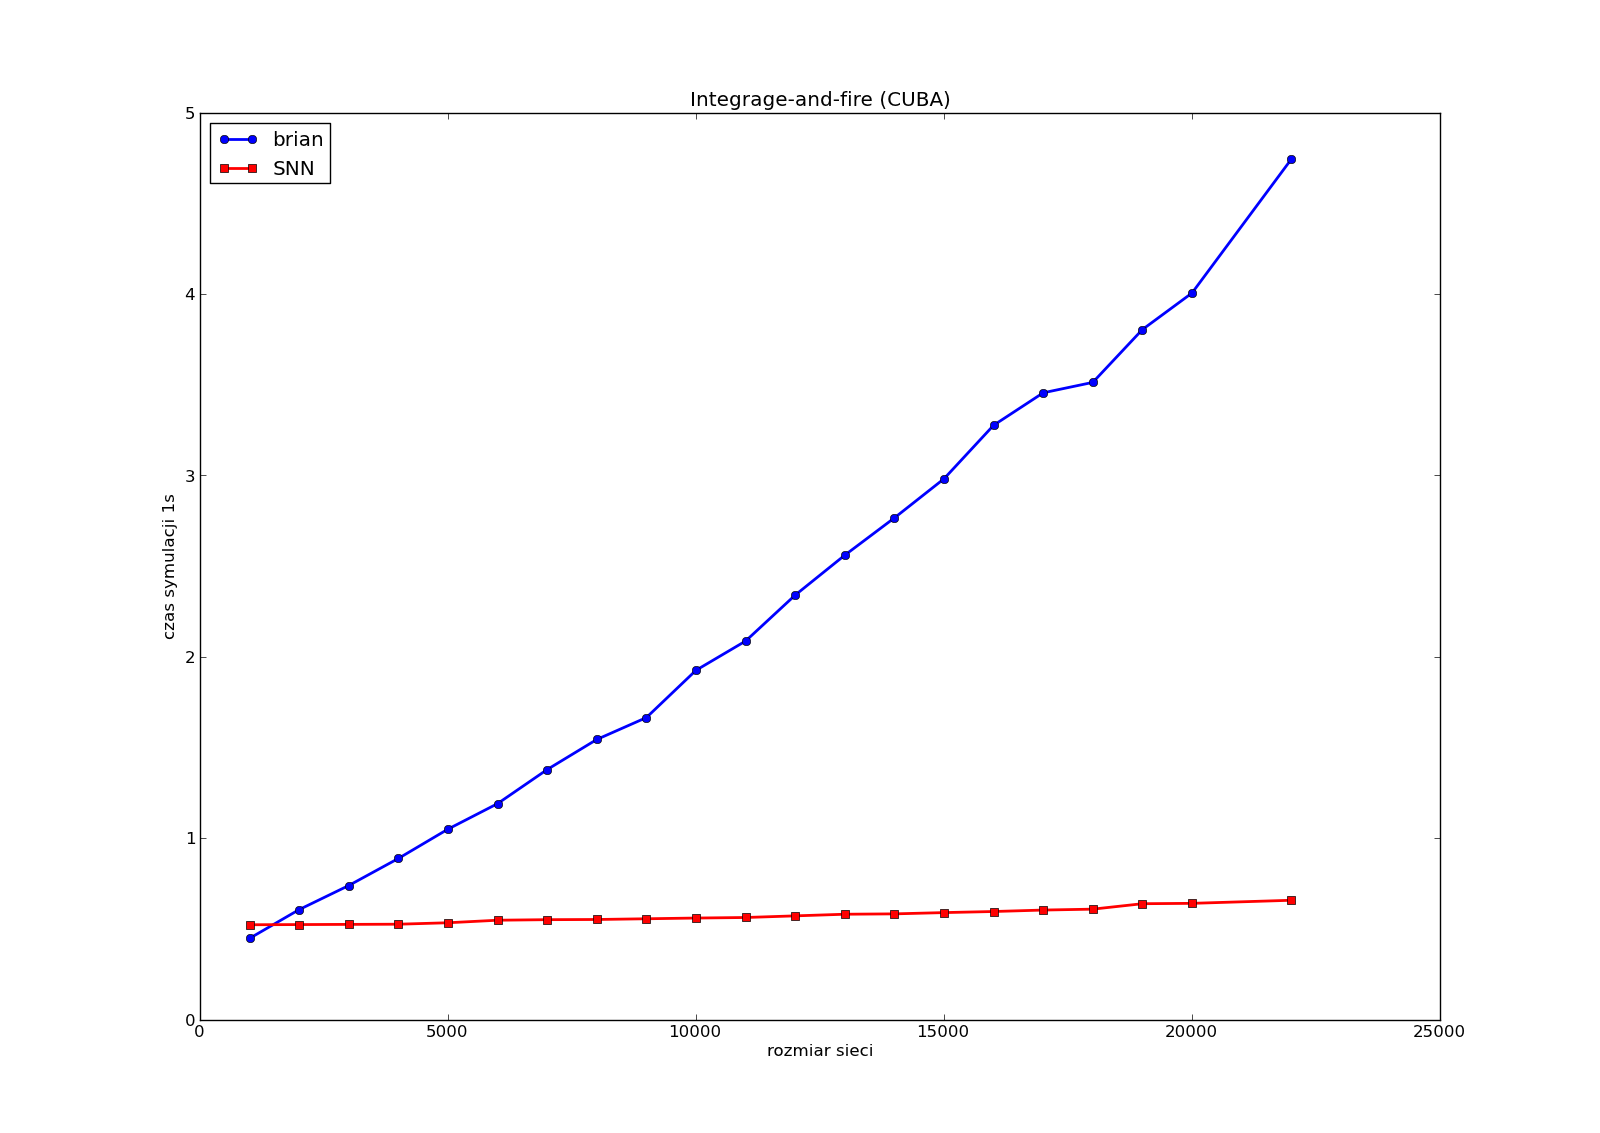 Integrage-and-fire (CUBA)
brian
SNN
5
4
3
2
1
0
czas symulacji 1s
0 5000 10000 15000 20000 25000
rozmiar sieci